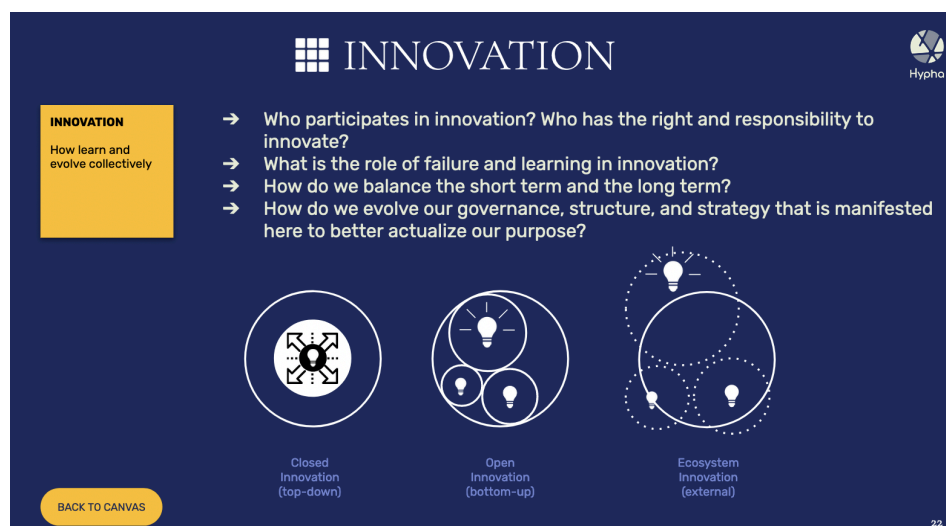 INNOVATION
Hypha
INNOVATION
How learn and
evolve collectively
➔ Who participates in innovation? Who has the right and responsibility to
innovate?
➔ What is the role of failure and learning in innovation?
➔ How do we balance the short term and the long term?
➔ How do we evolve our governance, structure, and strategy that is manifested
here to better actualize our purpose?
Closed
Innovation
(top-down)
Open
Innovation
(bottom-up)
Ecosystem
Innovation
(external)
BACK TO CANVAS
22